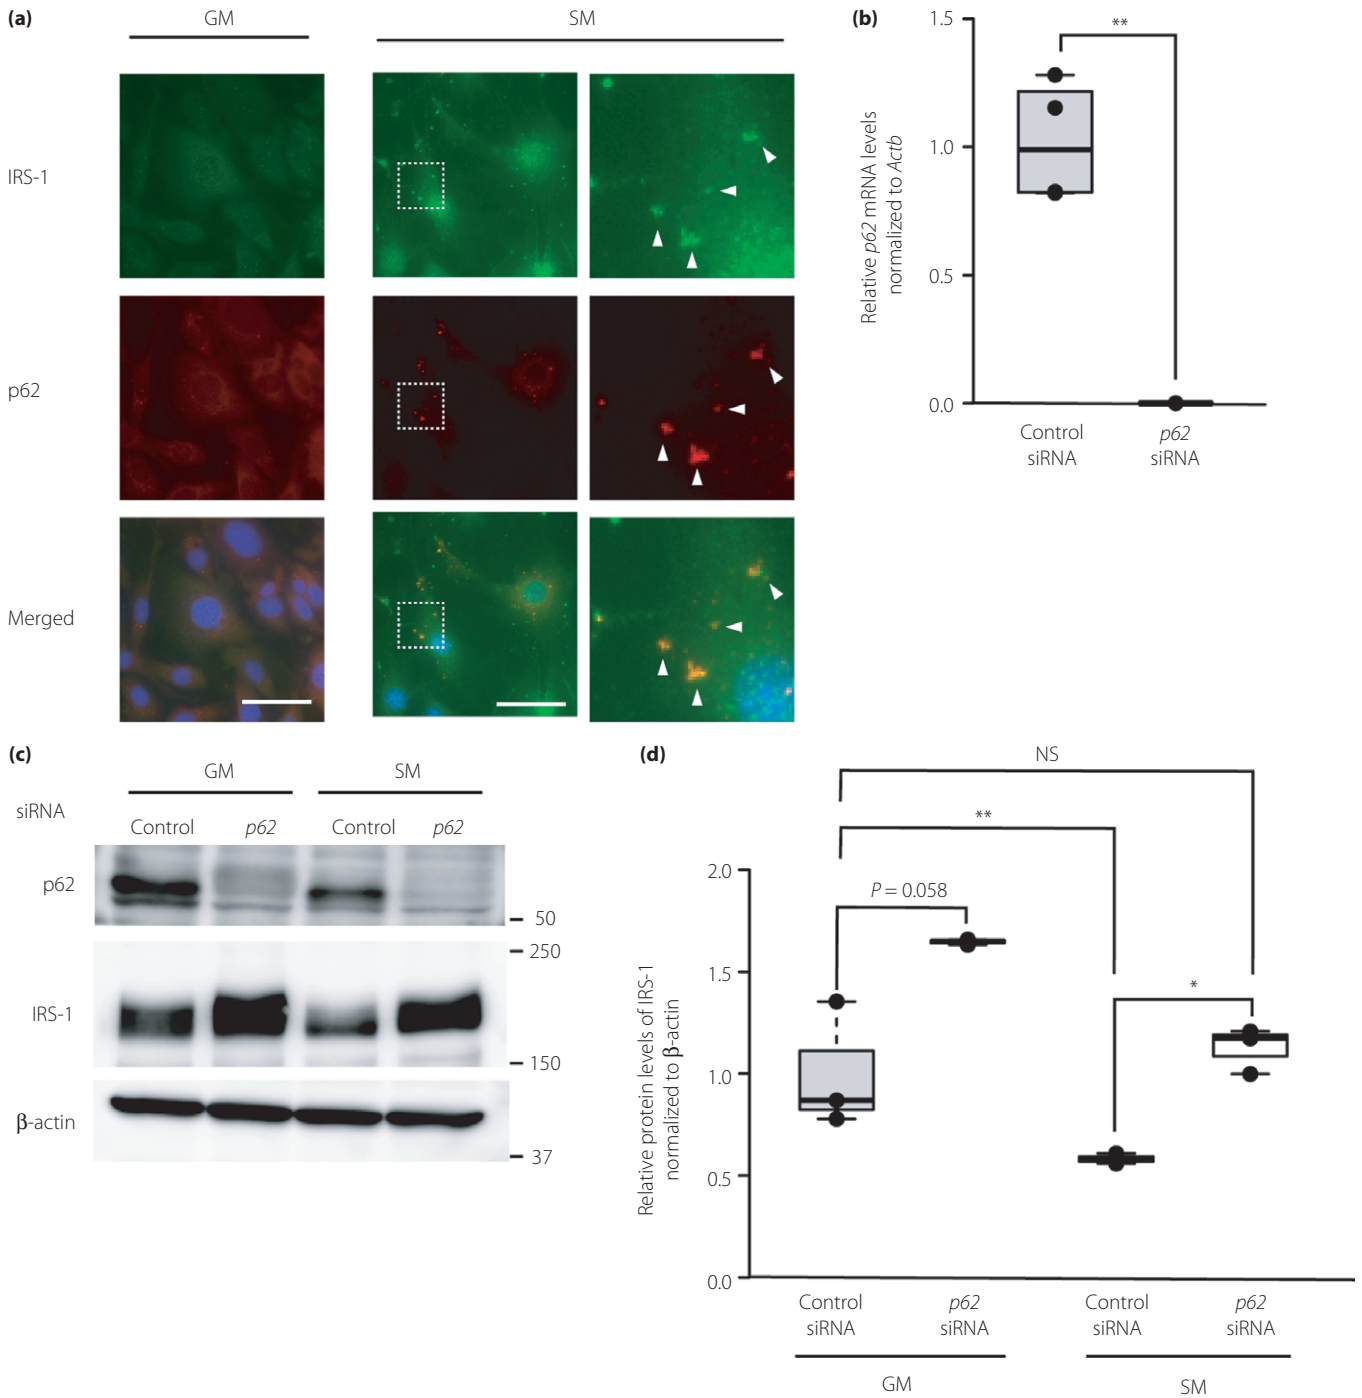 (a)
GM
SM
IRS-1
p62
Merged
(b)
1.5
1.0
0.5
0.0
Relative p62 mRNA levels
normalized to Actb
**
Control
siRNA
p62
siRNA
(c)
GM
SM
siRNA
Control
p62
Control
p62
p62
50
250
IRS-1
150
β-actin
37
(d)
NS
**
P = 0.058
*
2.0
1.5
1.0
0.5
0.0
Relative protein levels of IRS-1
normalized to β-actin
Control
siRNA
p62
siRNA
Control
siRNA
p62
siRNA
GM
SM